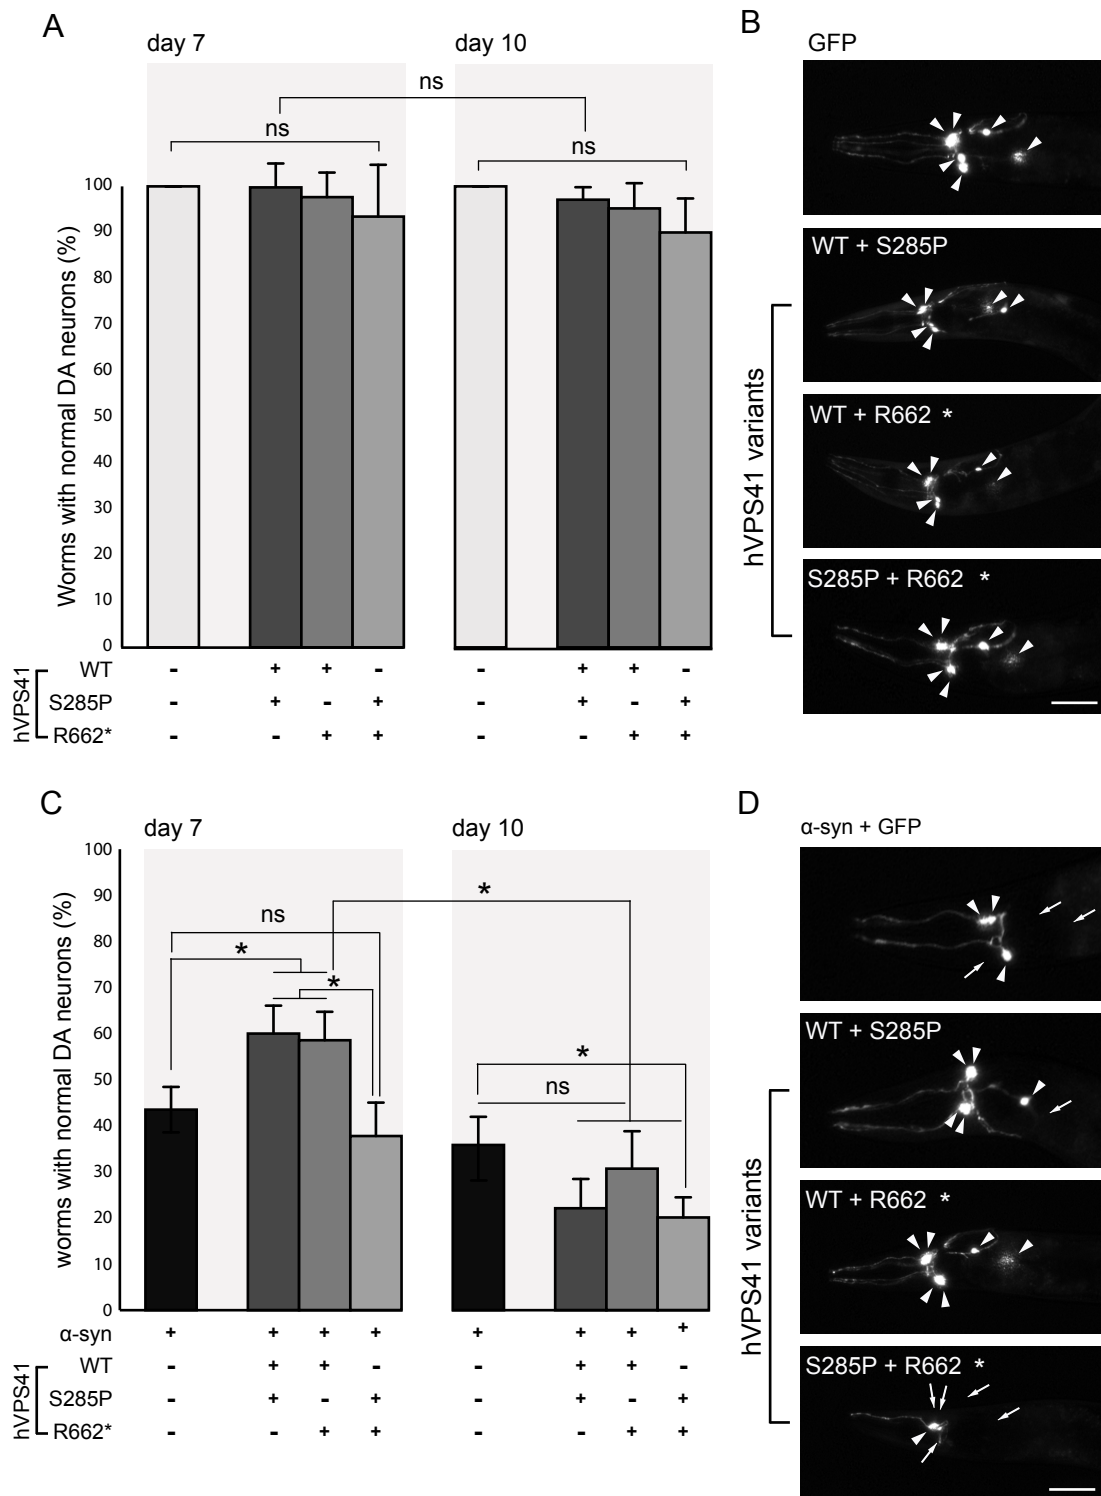 A
day 7
day 10
ns
ns
ns
Worms with normal DA neurons (%)
100
90
80
70
60
50
40
30
20
10
0
hVPS41
WT - + + - - + + -
S285P - + - + - + - +
R662* - - + + - - + +
B
GFP
WT + S285P
WT + R662 *
S285P + R662 *
hVPS41 variants
C
day 7
day 10
*
ns
*
*
*
ns
worms with normal DA neurons (%)
100
90
80
70
60
50
40
30
20
10
0
α-syn + + + + + + + +
hVPS41
WT - + + - - + + -
S285P - + - + - + - +
R662* - - + + - - + +
D
α-syn + GFP
WT + S285P
WT + R662 *
S285P + R662 *
hVPS41 variants